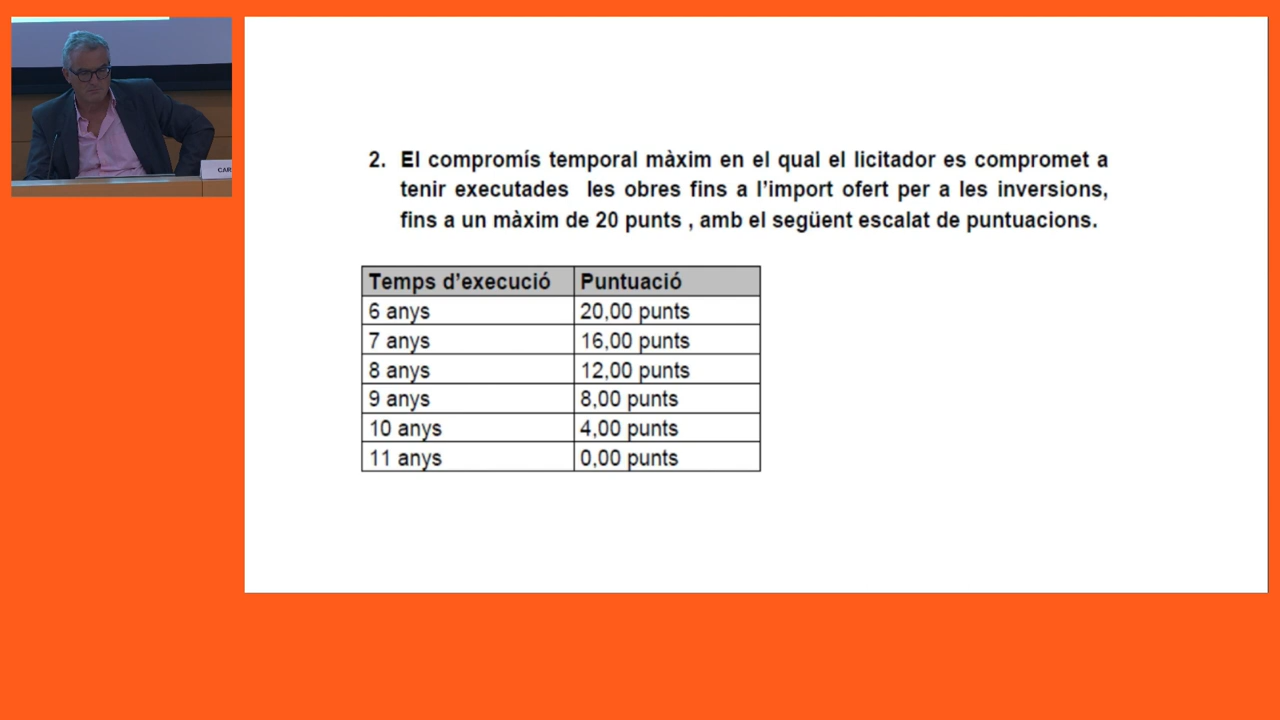 CAR
2. El compromís temporal màxim en el qual el licitador es compromet a
tenir executades les obres fins a l’import ofert per a les inversions,
fins a un màxim de 20 punts , amb el següent escalat de puntuacions.
Temps d’execució Puntuació
6 anys 20,00 punts
7 anys 16,00 punts
8 anys 12,00 punts
9 anys 8,00 punts
10 anys 4,00 punts
11 anys 0,00 punts